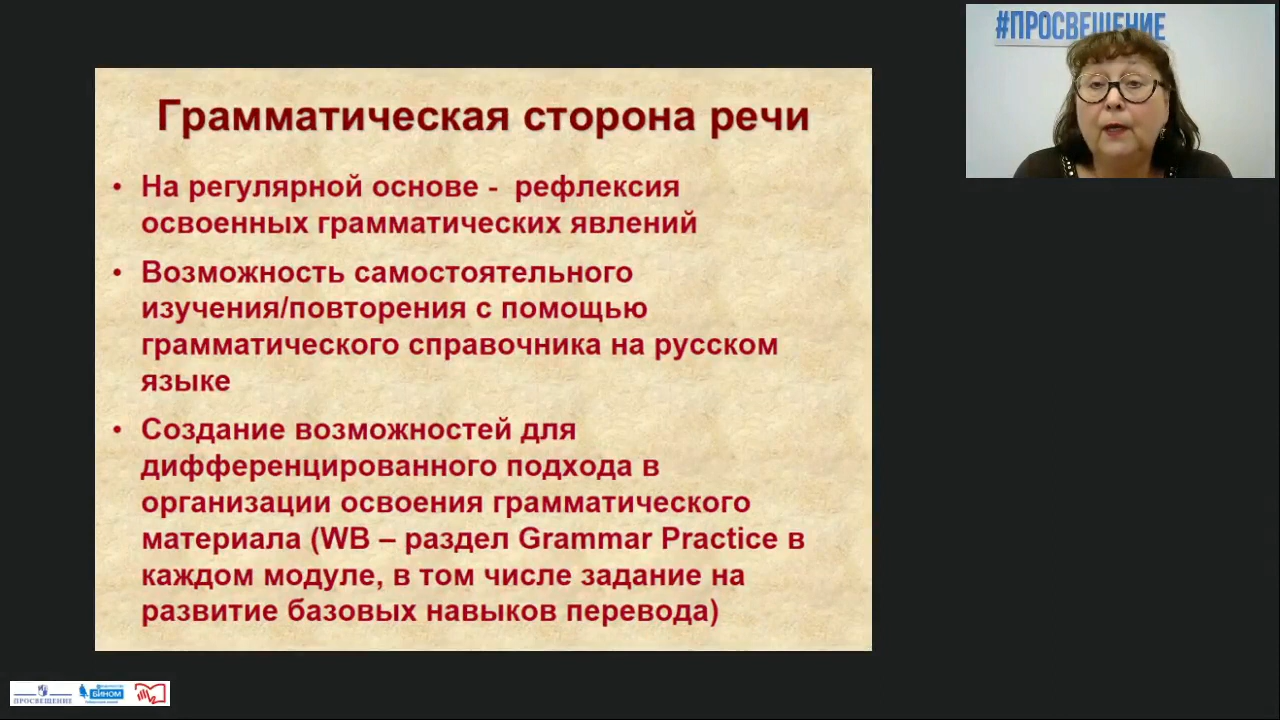 #ПРОСВЕЩЕНИЕ
Грамматическая сторона речи
• На регулярной основе - рефлексия
освоенных грамматических явлений
• Возможность самостоятельного
изучения/повторения с помощью
грамматического справочника на русском
языке
• Создание возможностей для
дифференцированного подхода в
организации освоения грамматического
материала (WB – раздел Grammar Practice в
каждом модуле, в том числе задание на
развитие базовых навыков перевода)
ПРОСВЕЩЕНИЕ
БИНОМ